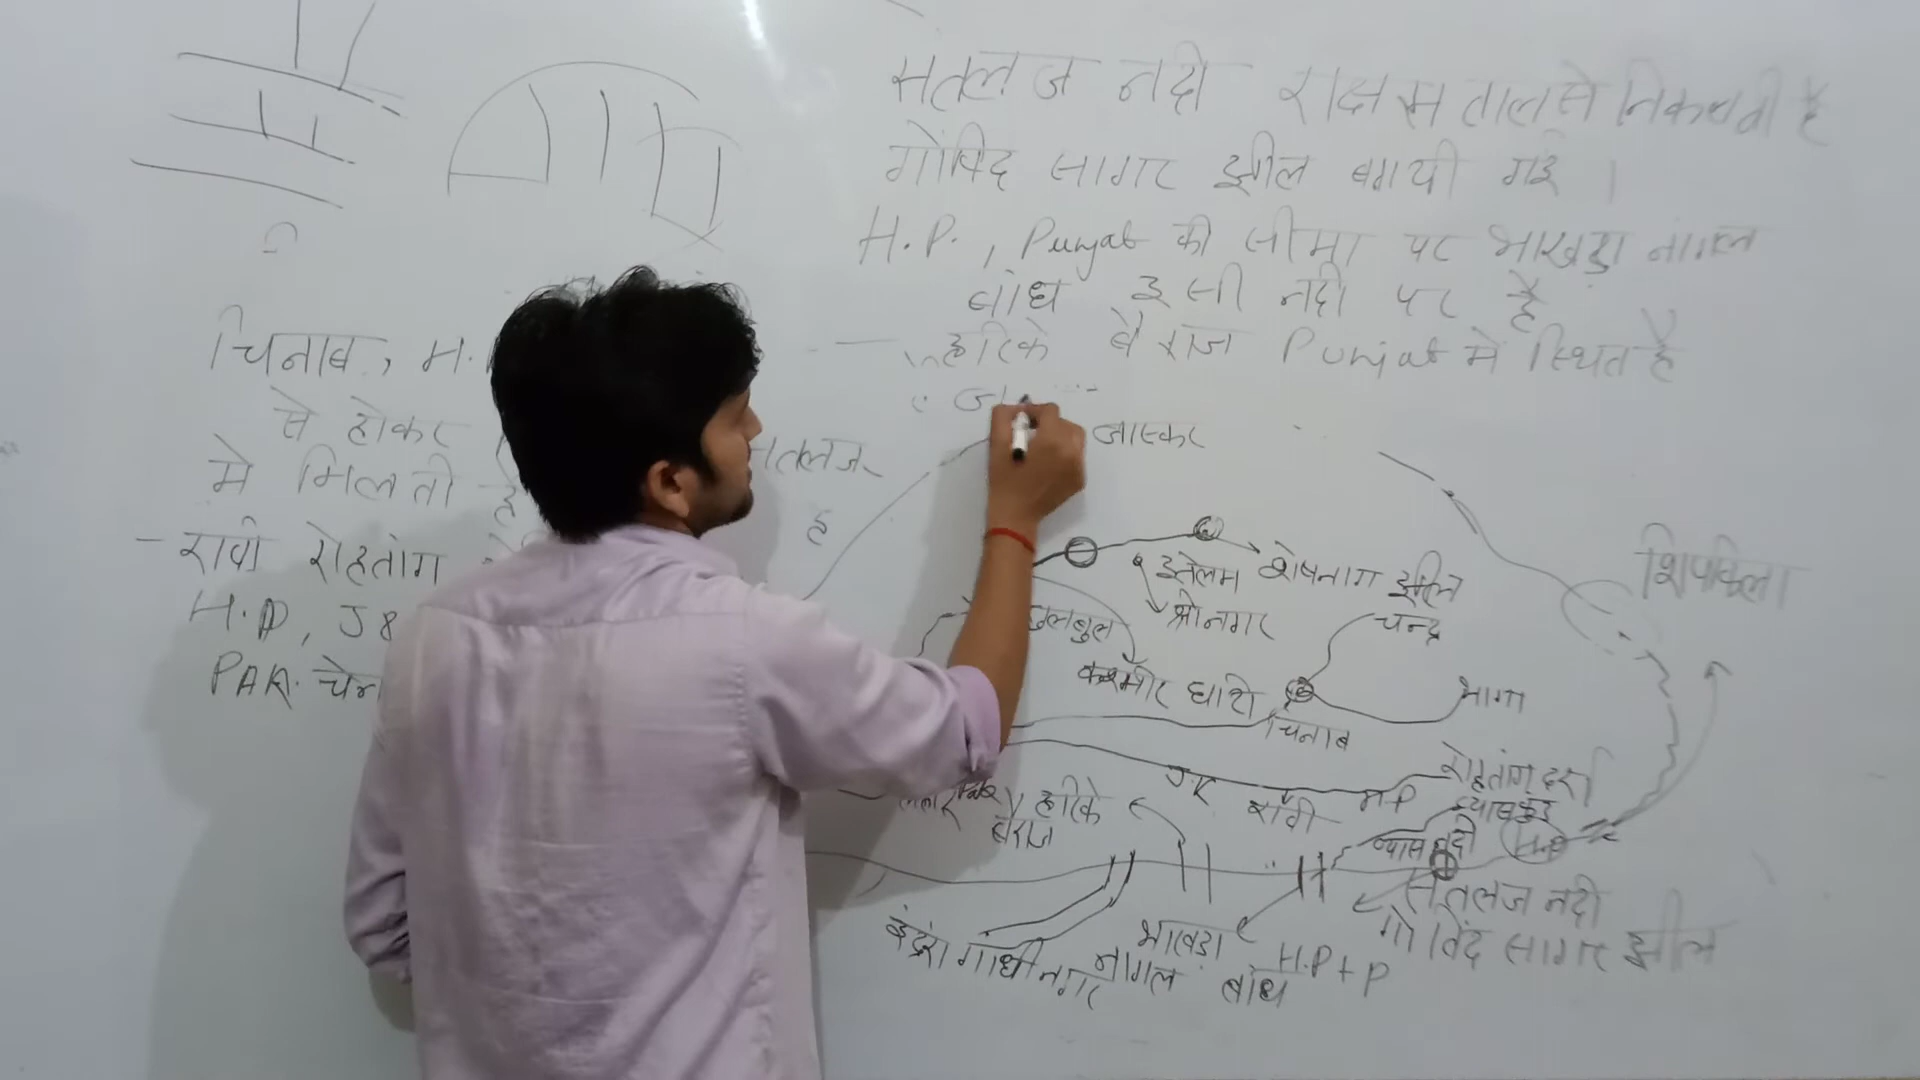 सतलज नदी राक्षस ताल से निकलती है
गोविंद सागर झील बनायी गई ।
H.P., Punjab की सीमा पर भाखड़ा नागल
बांध इसी नदी पर है
हरिके बैराज Punjab में स्थित है
चिनाब, H.
से होकर
मे मिलती है
सतलज
- रावी रोहतांग
H.P, J &
PAK.
जास्कर
झेलम
शेषनाग झील
श्रीनगर
चन्द्र
शिपकिला
कश्मीर घाटी
भागा
चिनाब
रोहतांग दर्रा
J.K
रावी
H.P
व्यास कुंड
व्यास नदी
हरिके
बैराज
सतलज नदी
गोविंद सागर झील
इंदिरा गांधी नगर
भाखड़ा
नागल बांध
H.P + P